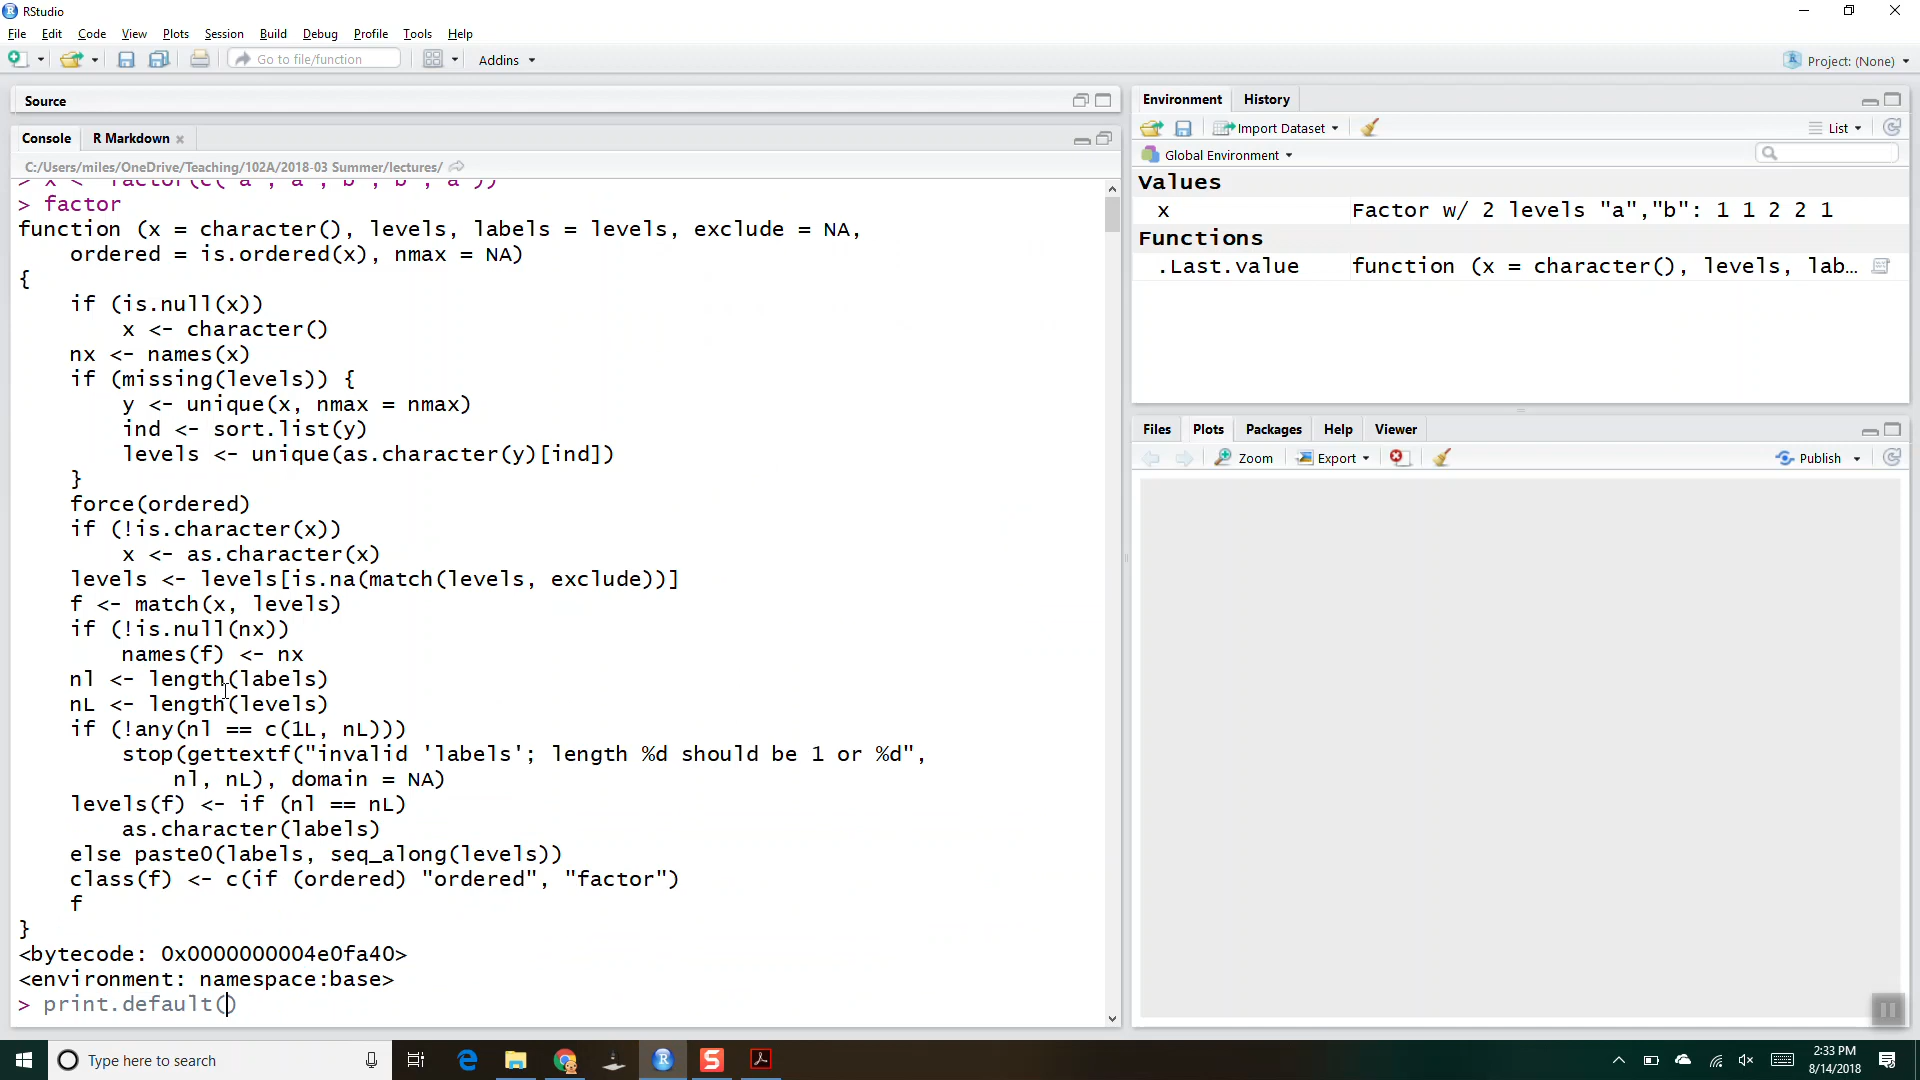 RStudio
File Edit Code View Plots Session Build Debug Profile Tools Help
Go to file/function Addins Project: (None)
Source
Console R Markdown
C:/Users/miles/OneDrive/Teaching/102A/2018-03 Summer/lectures/
> x <- factor(c("a","a","b","b","a"))
> factor
function (x = character(), levels, labels = levels, exclude = NA,
    ordered = is.ordered(x), nmax = NA)
{
    if (is.null(x))
        x <- character()
    nx <- names(x)
    if (missing(levels)) {
        y <- unique(x, nmax = nmax)
        ind <- sort.list(y)
        levels <- unique(as.character(y)[ind])
    }
    force(ordered)
    if (!is.character(x))
        x <- as.character(x)
    levels <- levels[is.na(match(levels, exclude))]
    f <- match(x, levels)
    if (!is.null(nx))
        names(f) <- nx
    nl <- length(labels)
    nL <- length(levels)
    if (!any(nl == c(1L, nL)))
        stop(gettextf("invalid 'labels'; length %d should be 1 or %d",
            nl, nL), domain = NA)
    levels(f) <- if (nl == nL)
        as.character(labels)
    else paste0(labels, seq_along(levels))
    class(f) <- c(if (ordered) "ordered", "factor")
    f
}
<bytecode: 0x0000000004e0fa40>
<environment: namespace:base>
> print.default()
Environment History
Import Dataset List
Global Environment
Values
x Factor w/ 2 levels "a","b": 1 1 2 2 1
Functions
.Last.value function (x = character(), levels, lab…
Files Plots Packages Help Viewer
Zoom Export Publish
Type here to search
2:33 PM
8/14/2018